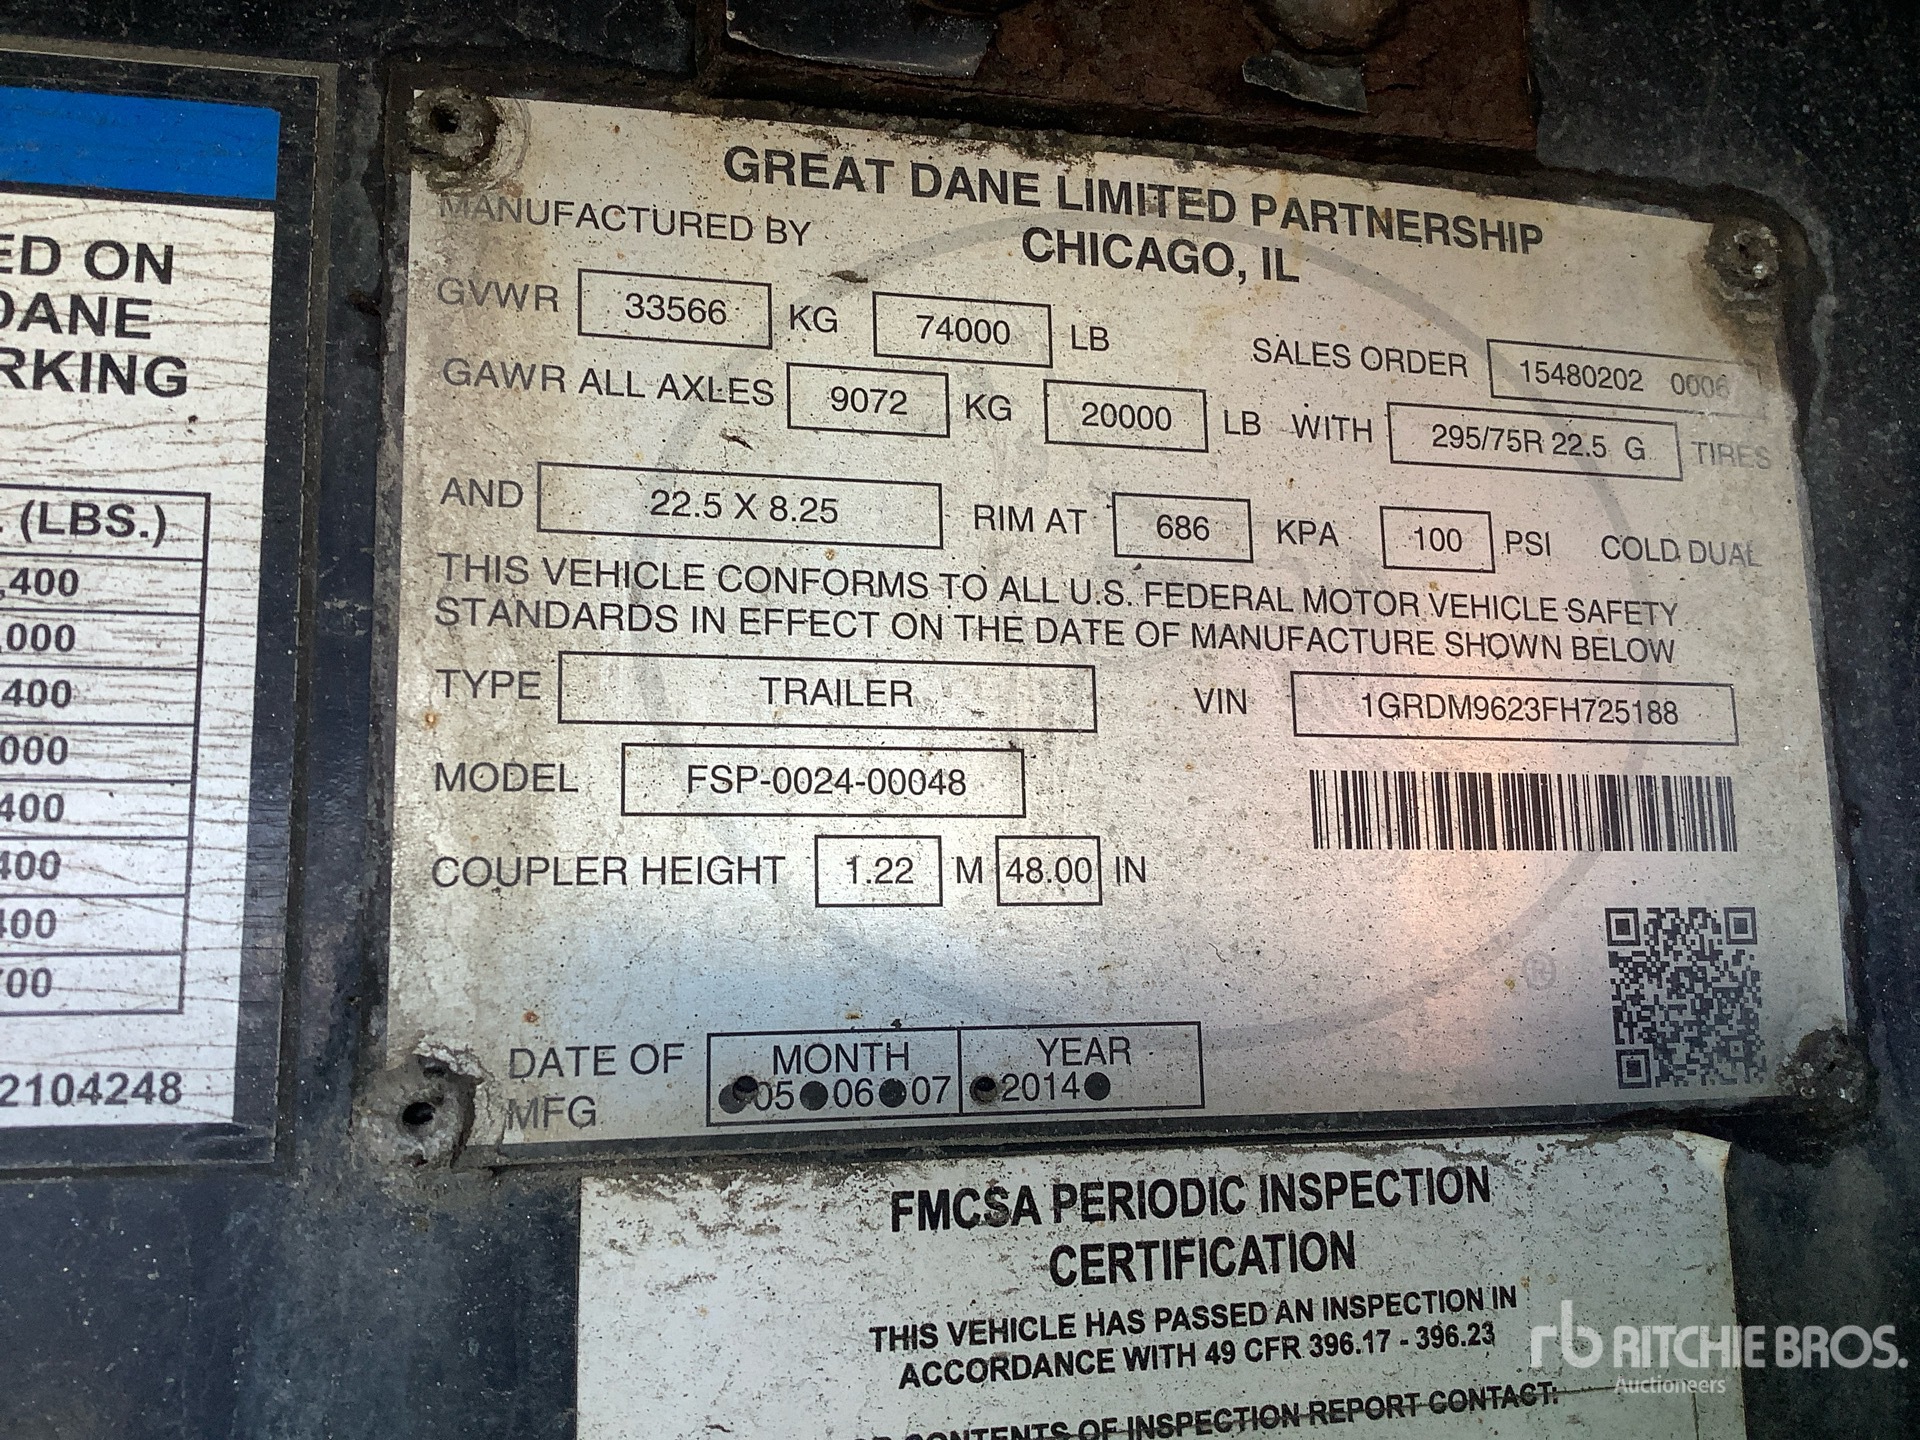 ED ON
DANE
RKING
. (LBS.)
,400
,000
400
000
400
400
400
700
2104248
GREAT DANE LIMITED PARTNERSHIP
MANUFACTURED BY CHICAGO, IL
GVWR 33566 KG 74000 LB SALES ORDER 15480202 0006
GAWR ALL AXLES 9072 KG 20000 LB WITH 295/75R 22.5 G TIRES
AND 22.5 X 8.25 RIM AT 686 KPA 100 PSI COLD DUAL
THIS VEHICLE CONFORMS TO ALL U.S. FEDERAL MOTOR VEHICLE SAFETY
STANDARDS IN EFFECT ON THE DATE OF MANUFACTURE SHOWN BELOW
TYPE TRAILER VIN 1GRDM9623FH725188
MODEL FSP-0024-00048
COUPLER HEIGHT 1.22 M 48.00 IN
®
DATE OF MFG
MONTH YEAR
05 06 07 2014
FMCSA PERIODIC INSPECTION
CERTIFICATION
THIS VEHICLE HAS PASSED AN INSPECTION IN
ACCORDANCE WITH 49 CFR 396.17 - 396.23
CONTENTS OF INSPECTION REPORT CONTACT:
rb RITCHIE BROS.
Auctioneers